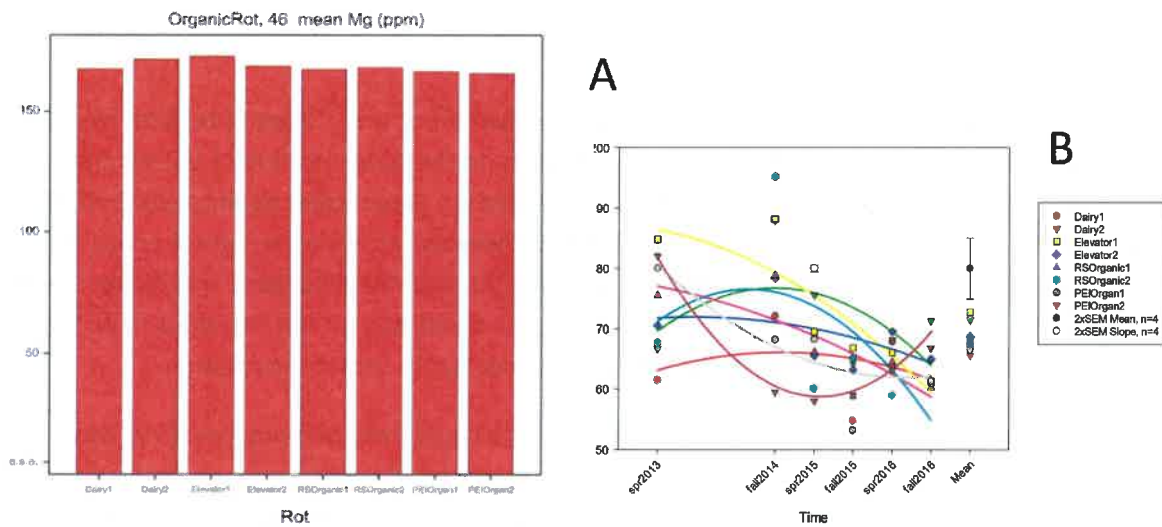 OrganicRot, 46 mean Mg (ppm)
150
100
50
Dairy1
Dairy2
Elevator1
Elevator2
RSOrganic1
RSOrganic2
PEIOrgan1
PEIOrgan2
Rot
A
100
90
80
70
60
50
spr2013
fall2014
spr2015
fall2015
spr2016
fall2016
Mean
Time
B
Dairy1
Dairy2
Elevator1
Elevator2
RSOrganic1
RSOrganic2
PEIOrgan1
PEIOrgan2
2xSEM Mean, n=4
2xSEM Slope, n=4